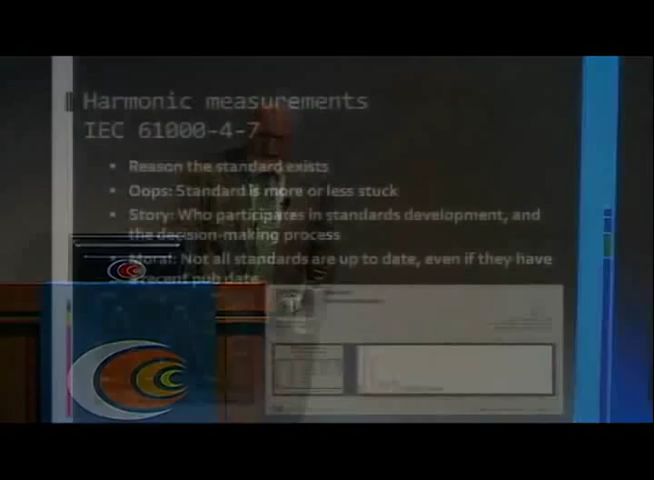 Harmonic measurements
IEC 61000-4-7
Reason the standard exists
Oops: Standard is more or less stuck
Story: Who participates in standards development, and
the decision-making process
Moral: Not all standards are up to date, even if they have
recent pub date